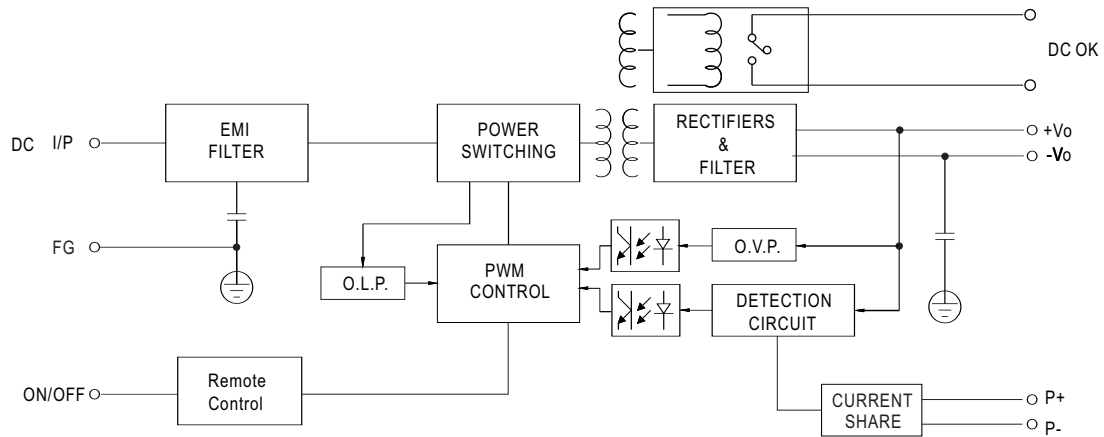 DC OK
EMI
FILTER
POWER
SWITCHING
RECTIFIERS
&
FILTER
DC I/P
+Vo
-Vo
FG
O.L.P.
PWM
CONTROL
O.V.P.
DETECTION
CIRCUIT
ON/OFF
Remote
Control
CURRENT
SHARE
P+
P-